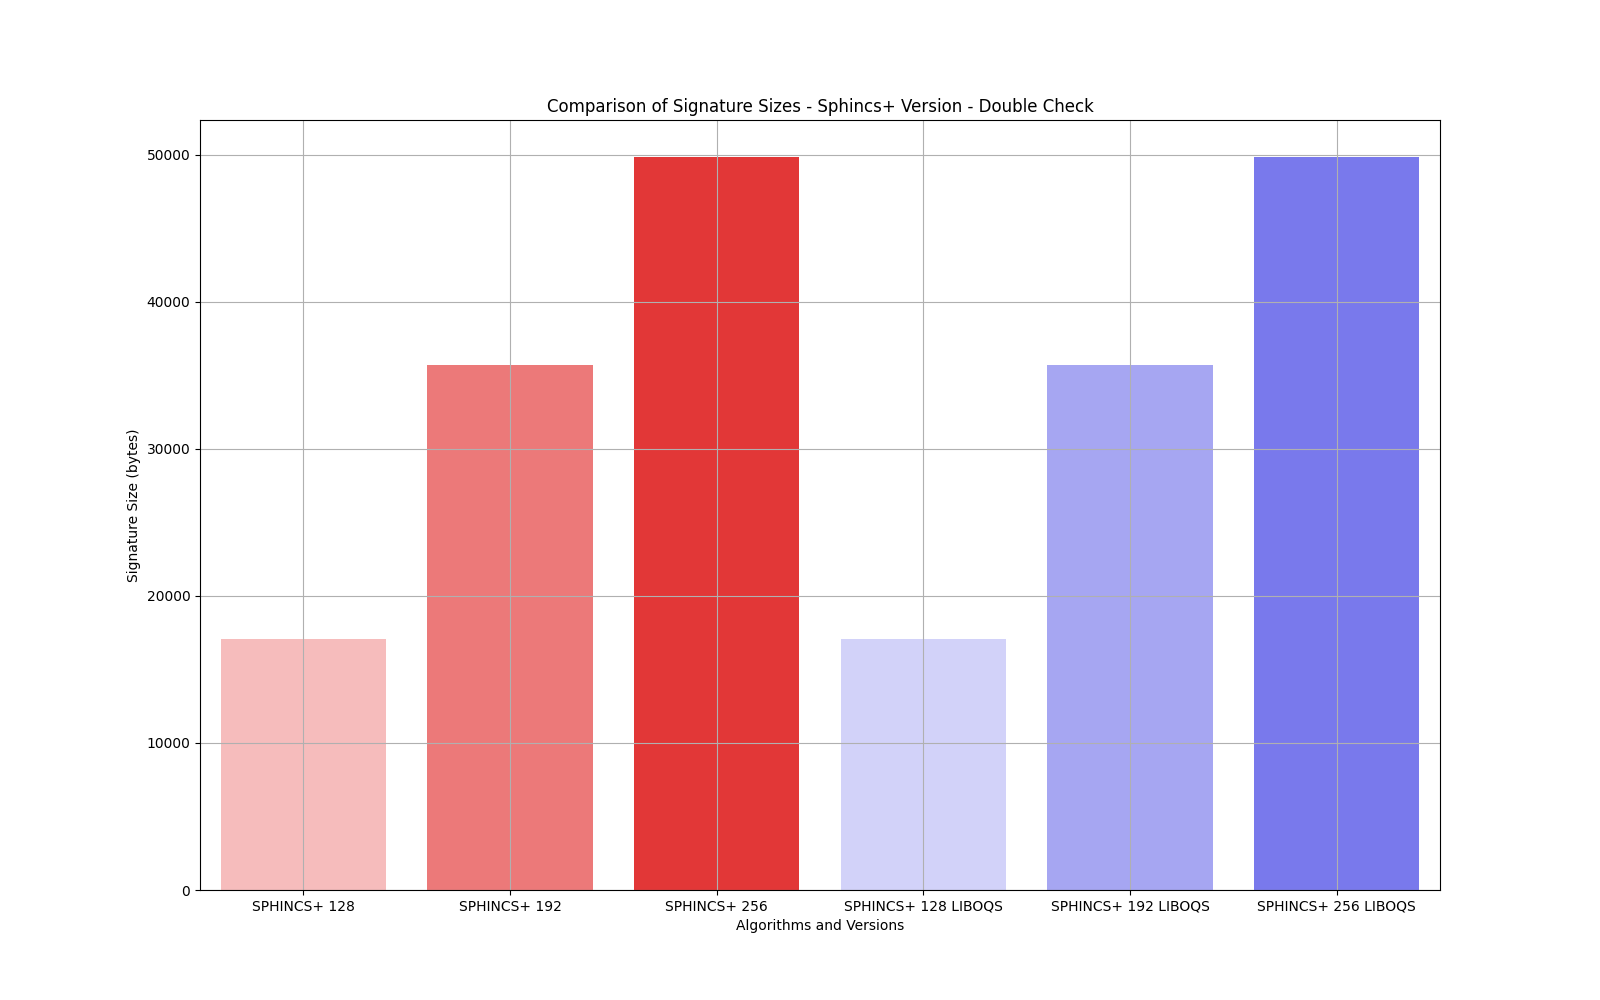 Comparison of Signature Sizes - Sphincs+ Version - Double Check
Signature Size (bytes)
50000
40000
30000
20000
10000
0
SPHINCS+ 128
SPHINCS+ 192
SPHINCS+ 256
SPHINCS+ 128 LIBOQS
SPHINCS+ 192 LIBOQS
SPHINCS+ 256 LIBOQS
Algorithms and Versions